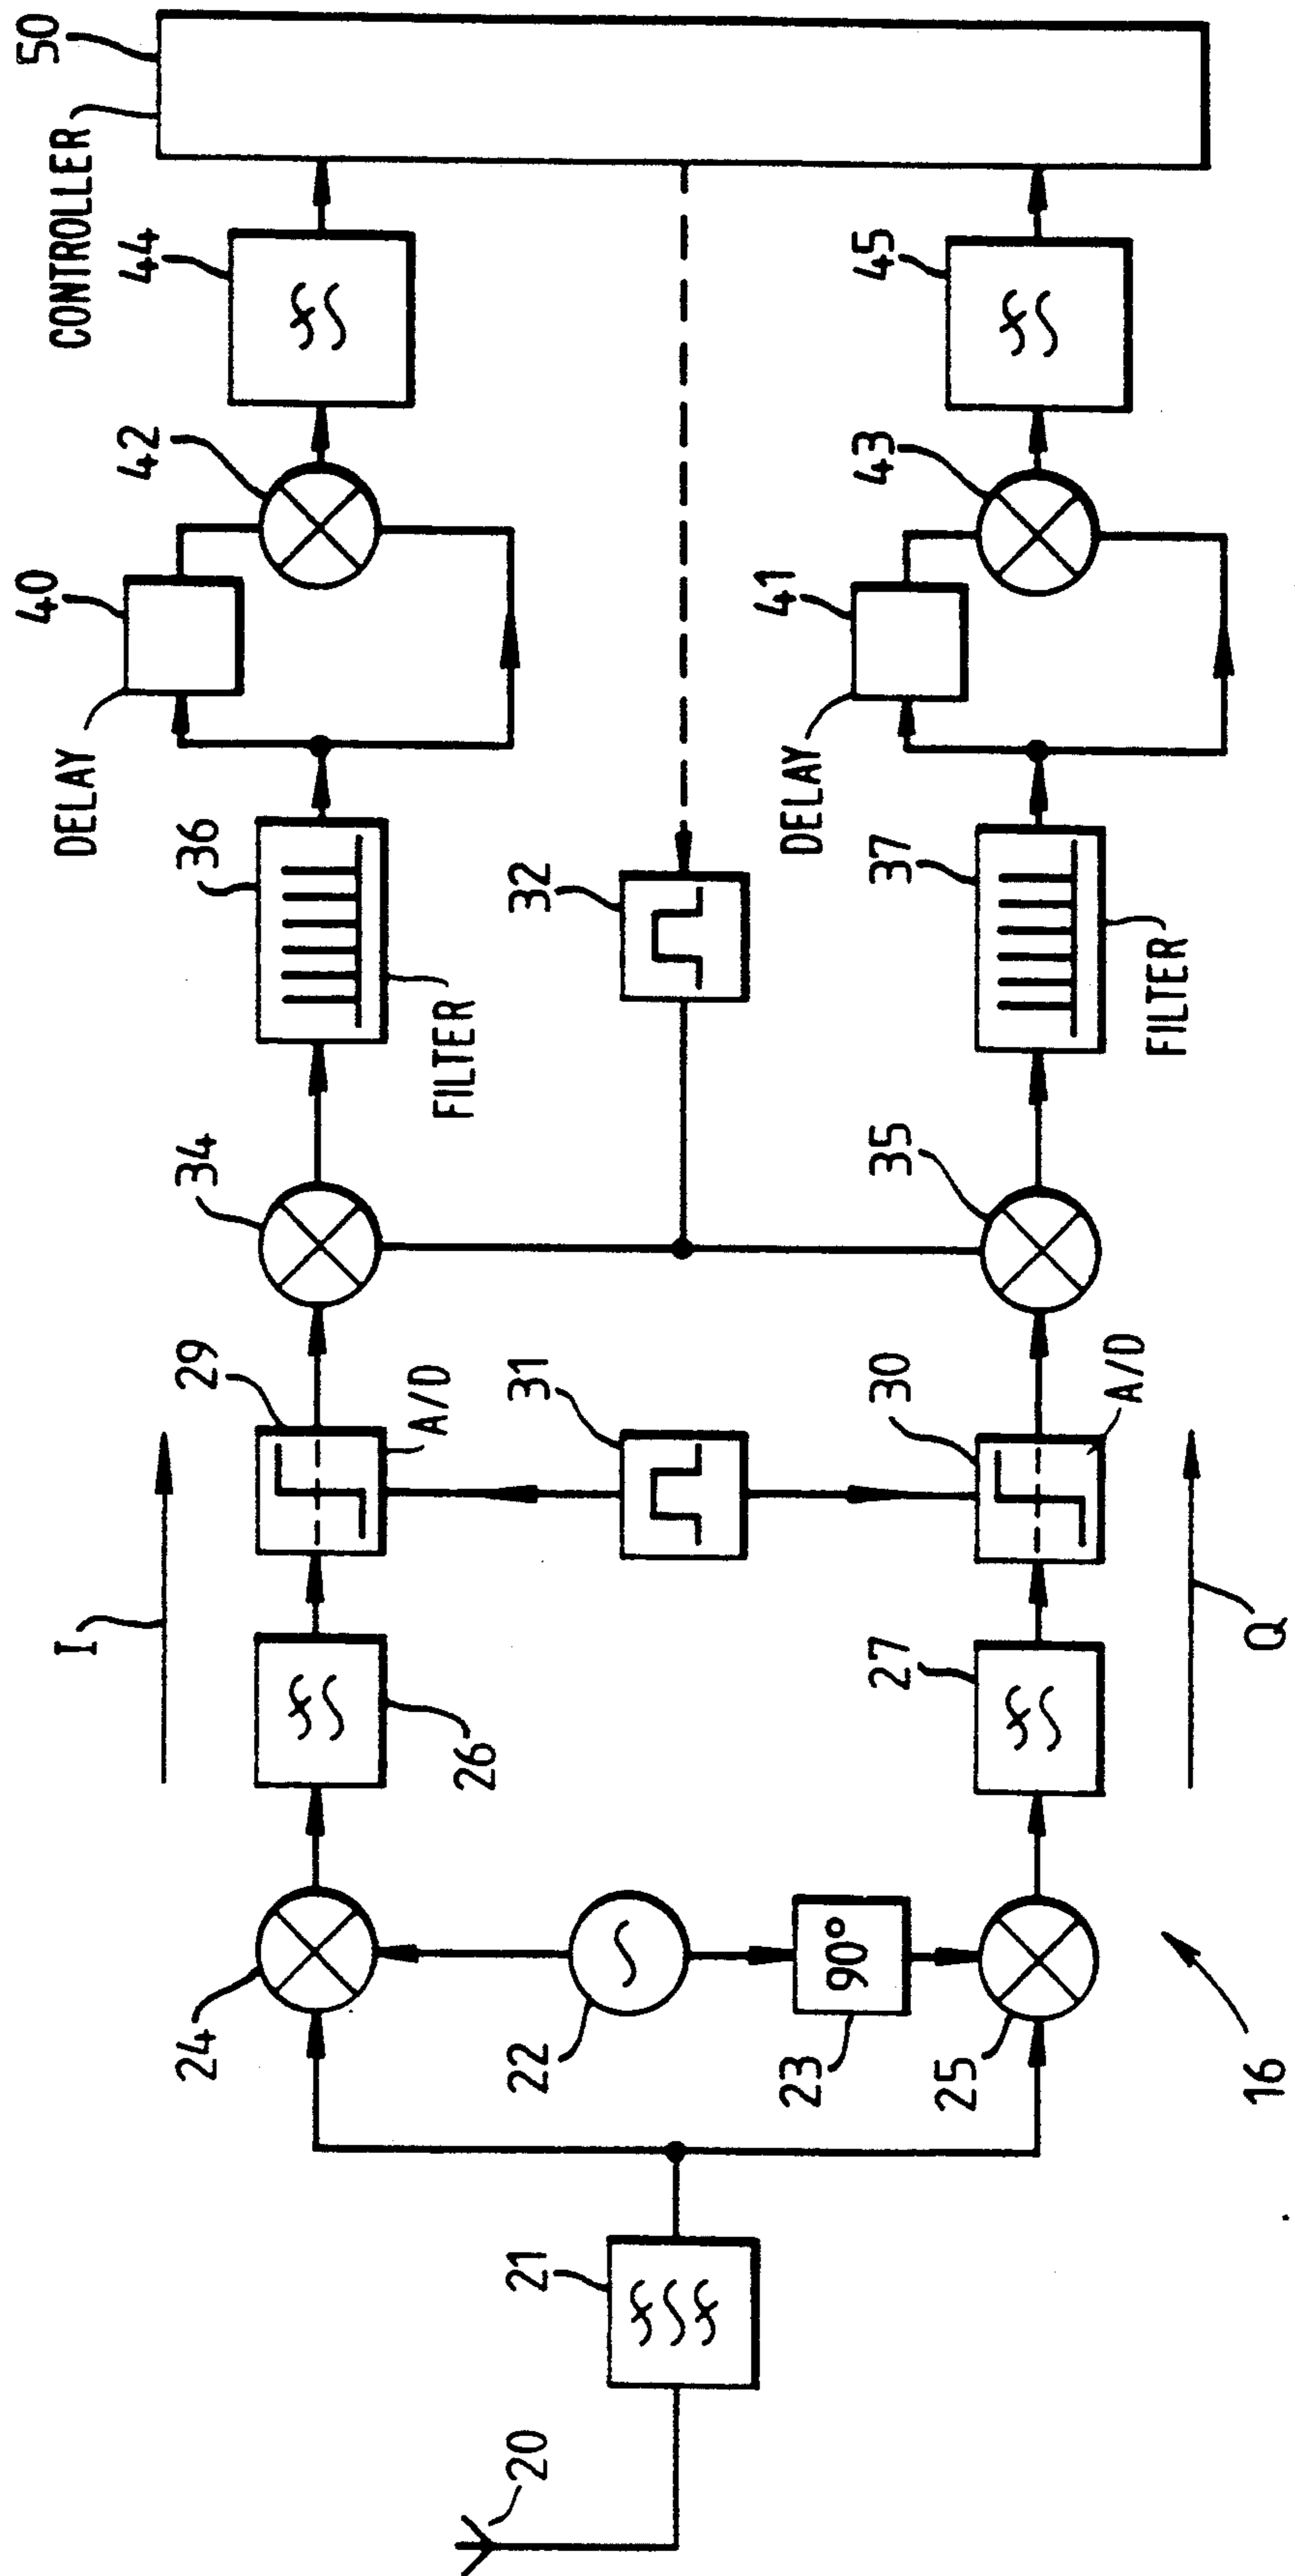 I
Q
20
21
22
23
90°
24
25
16
26
27
29
A/D
30
A/D
31
32
34
35
36
FILTER
37
FILTER
DELAY
40
DELAY
41
42
43
44
45
CONTROLLER
50